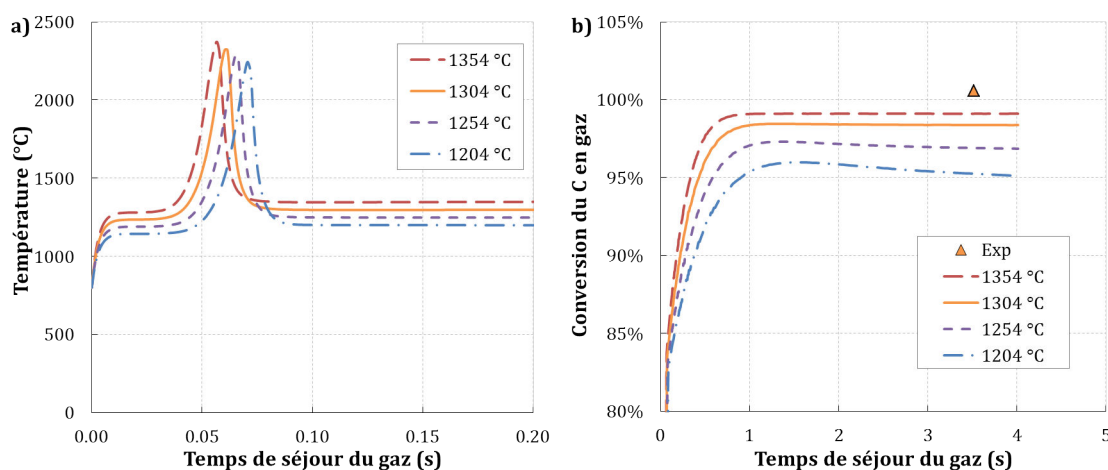 a)
Température (°C)
2500
2000
1500
1000
500
0
0.00
0.05
0.10
0.15
0.20
Temps de séjour du gaz (s)
1354 °C
1304 °C
1254 °C
1204 °C
b)
Conversion du C en gaz
105%
100%
95%
90%
85%
80%
0
1
2
3
4
5
Temps de séjour du gaz (s)
Exp
1354 °C
1304 °C
1254 °C
1204 °C